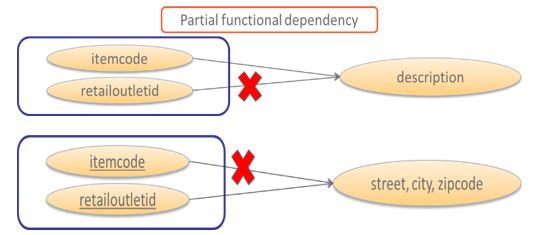 Partial functional dependency
itemcode
retailoutletid
description
itemcode
retailoutletid
street, city, zipcode